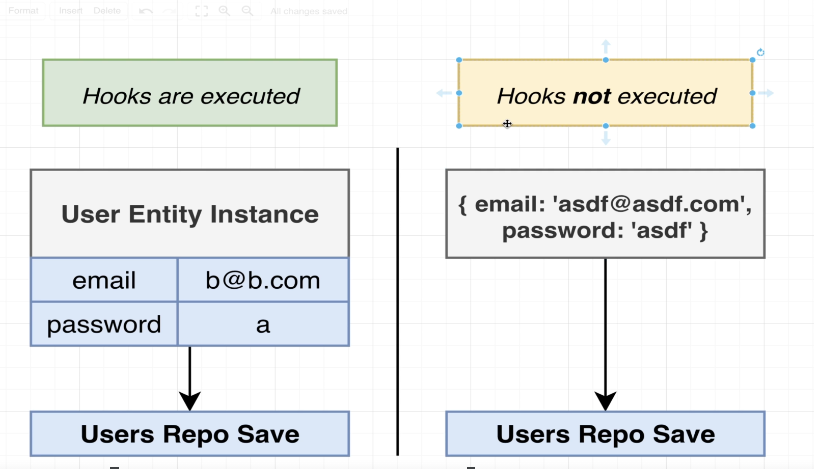 Format Insert Delete All changes saved
Hooks are executed
Hooks not executed
User Entity Instance
email b@b.com
password a
Users Repo Save
{ email: 'asdf@asdf.com',
password: 'asdf' }
Users Repo Save